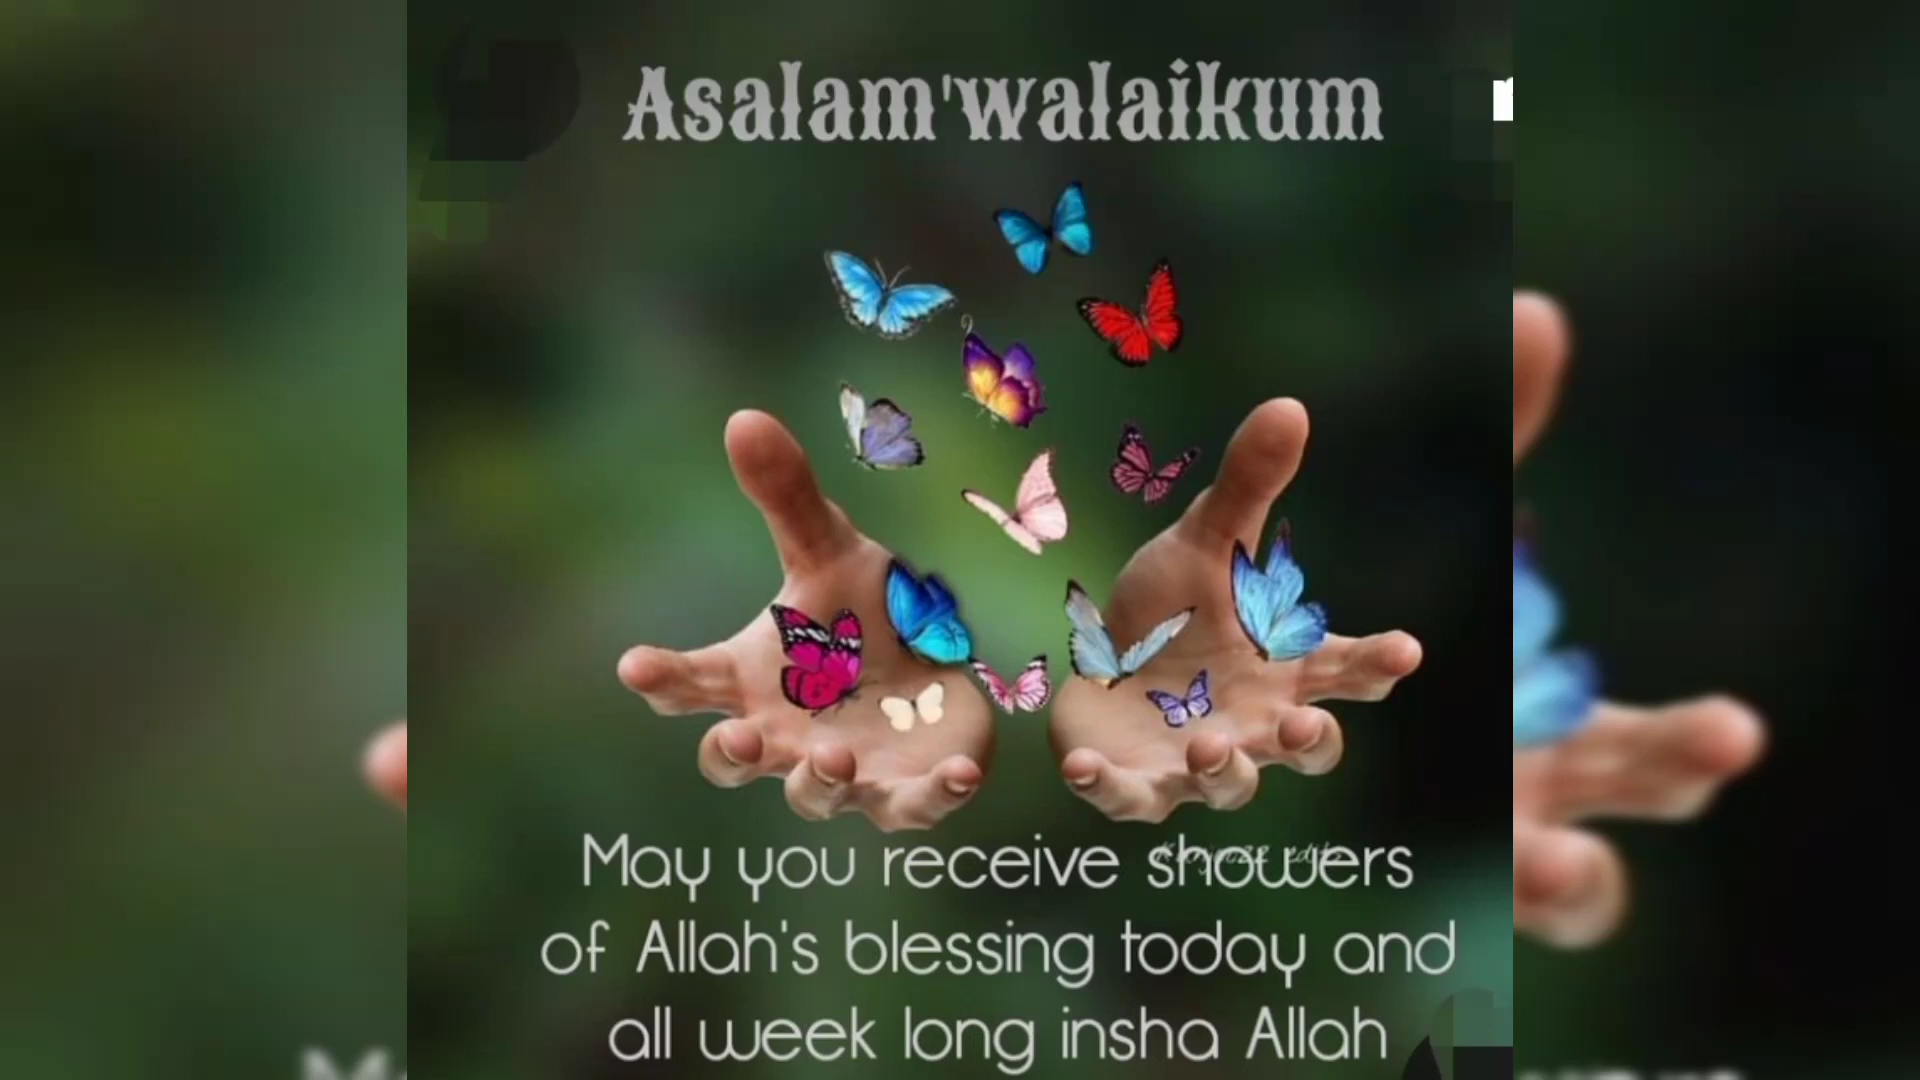 Asalam'walaikum
May you receive showers
of Allah's blessing today and
all week long insha Allah